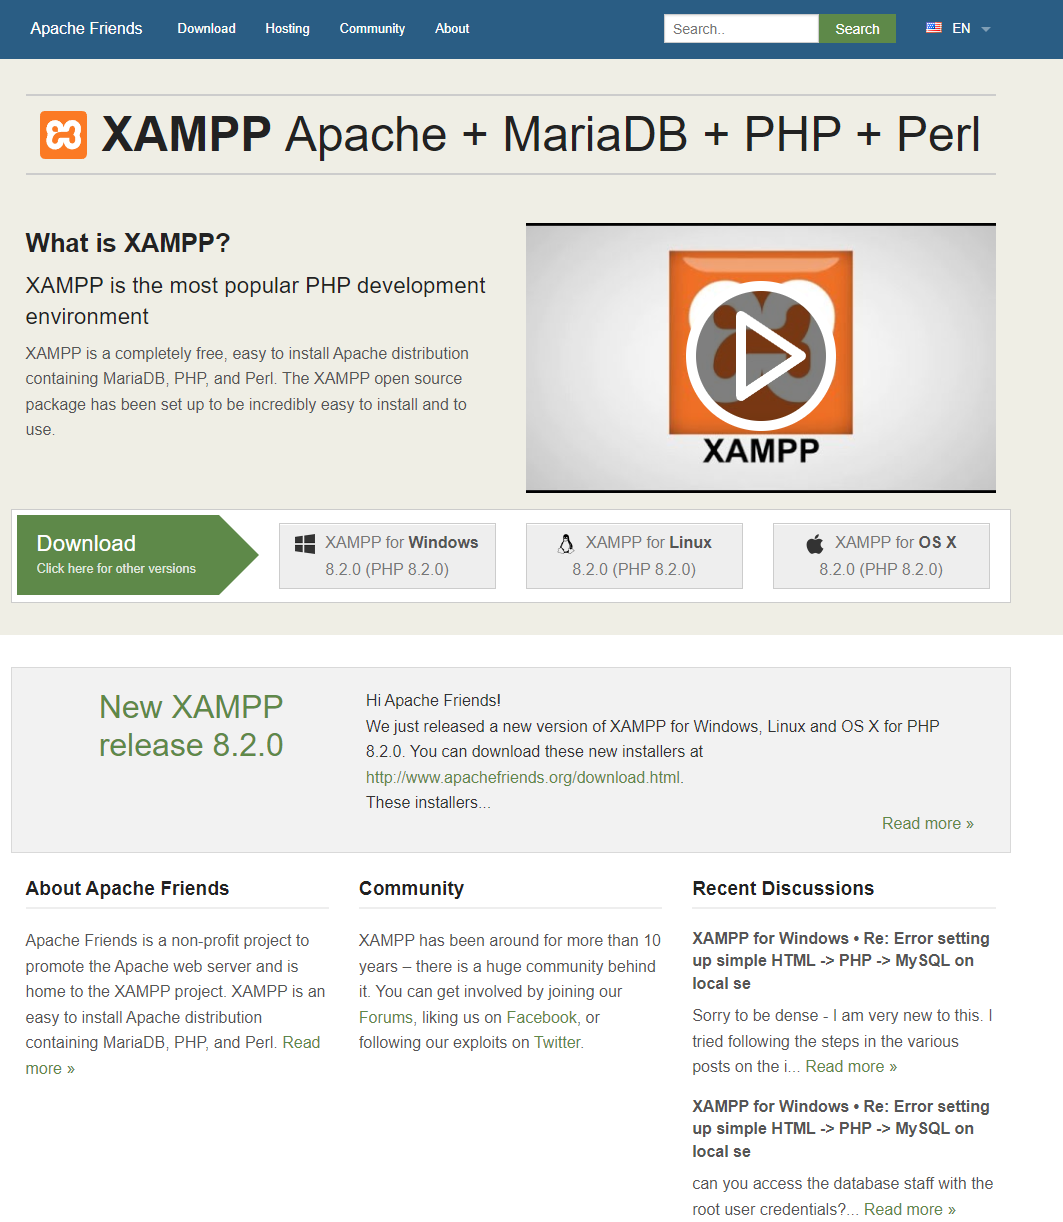 Apache Friends Download Hosting Community About Search.. Search EN
XAMPP Apache + MariaDB + PHP + Perl
What is XAMPP?
XAMPP is the most popular PHP development
environment
XAMPP is a completely free, easy to install Apache distribution
containing MariaDB, PHP, and Perl. The XAMPP open source
package has been set up to be incredibly easy to install and to
use.
XAMPP
Download
Click here for other versions
XAMPP for Windows
8.2.0 (PHP 8.2.0)
XAMPP for Linux
8.2.0 (PHP 8.2.0)
XAMPP for OS X
8.2.0 (PHP 8.2.0)
New XAMPP
release 8.2.0
Hi Apache Friends!
We just released a new version of XAMPP for Windows, Linux and OS X for PHP
8.2.0. You can download these new installers at
http://www.apachefriends.org/download.html.
These installers...
Read more »
About Apache Friends
Apache Friends is a non-profit project to
promote the Apache web server and is
home to the XAMPP project. XAMPP is an
easy to install Apache distribution
containing MariaDB, PHP, and Perl. Read
more »
Community
XAMPP has been around for more than 10
years – there is a huge community behind
it. You can get involved by joining our
Forums, liking us on Facebook, or
following our exploits on Twitter.
Recent Discussions
XAMPP for Windows • Re: Error setting
up simple HTML -> PHP -> MySQL on
local se
Sorry to be dense - I am very new to this. I
tried following the steps in the various
posts on the i... Read more »
XAMPP for Windows • Re: Error setting
up simple HTML -> PHP -> MySQL on
local se
can you access the database staff with the
root user credentials?... Read more »